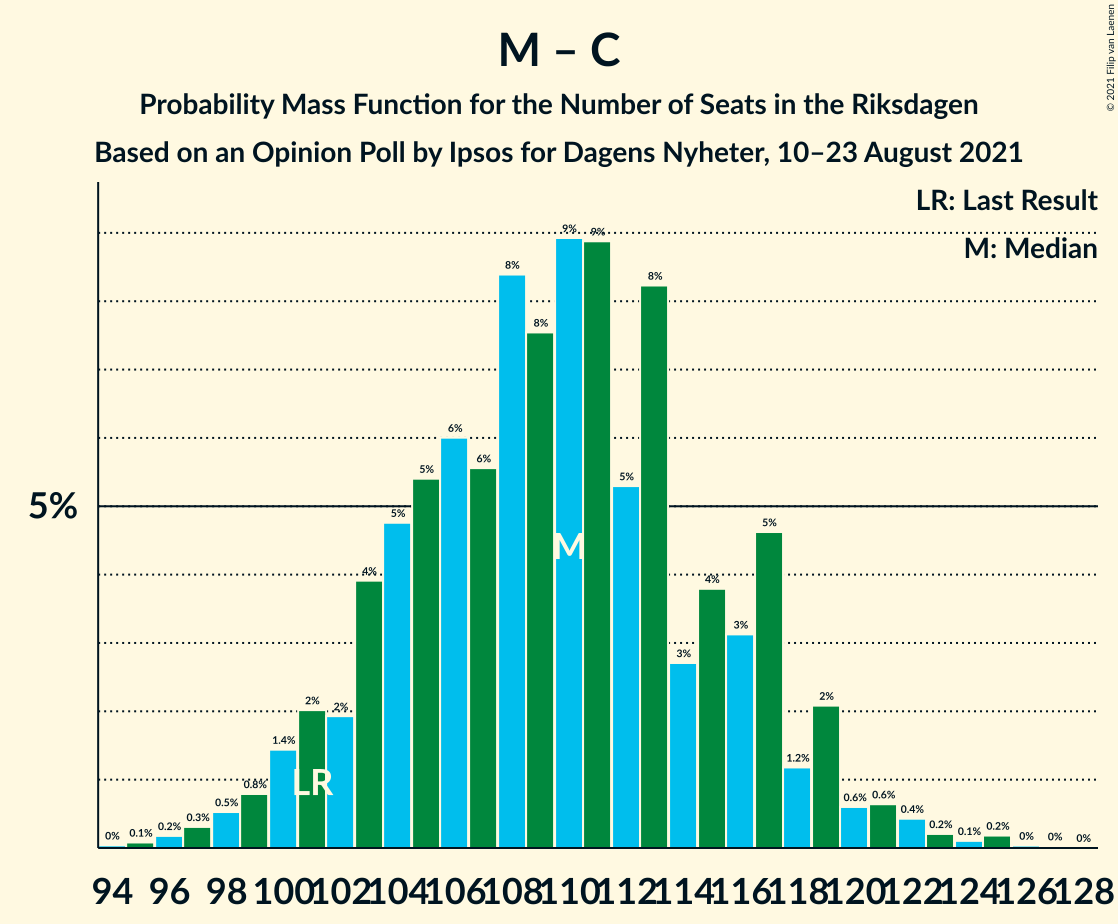 M – C
Probability Mass Function for the Number of Seats in the Riksdagen
Based on an Opinion Poll by Ipsos for Dagens Nyheter, 10–23 August 2021
© 2021 Filip van Laenen
LR: Last Result
M: Median
5%
0% 0.1% 0.2% 0.3% 0.5% 0.8% 1.4% 2% 2% 4% 5% 5% 6% 6% 8% 8% 9% 9% 5% 8% 3% 4% 3% 5% 1.2% 2% 0.6% 0.6% 0.4% 0.2% 0.1% 0.2% 0% 0% 0%
M
LR
94 96 98 100 102 104 106 108 110 112 114 116 118 120 122 124 126 128